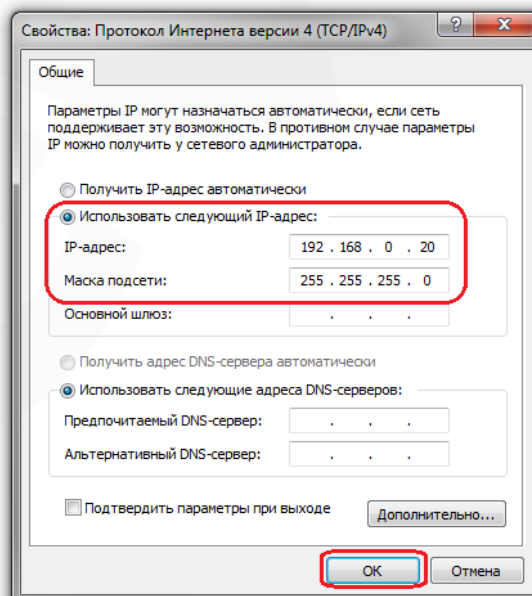 Свойства: Протокол Интернета версии 4 (TCP/IPv4)
Общие
Параметры IP могут назначаться автоматически, если сеть
поддерживает эту возможность. В противном случае параметры
IP можно получить у сетевого администратора.
Получить IP-адрес автоматически
Использовать следующий IP-адрес:
IP-адрес: 192 . 168 . 0 . 20
Маска подсети: 255 . 255 . 255 . 0
Основной шлюз: . . .
Получить адрес DNS-сервера автоматически
Использовать следующие адреса DNS-серверов:
Предпочитаемый DNS-сервер: . . .
Альтернативный DNS-сервер: . . .
Подтвердить параметры при выходе
Дополнительно...
ОК Отмена